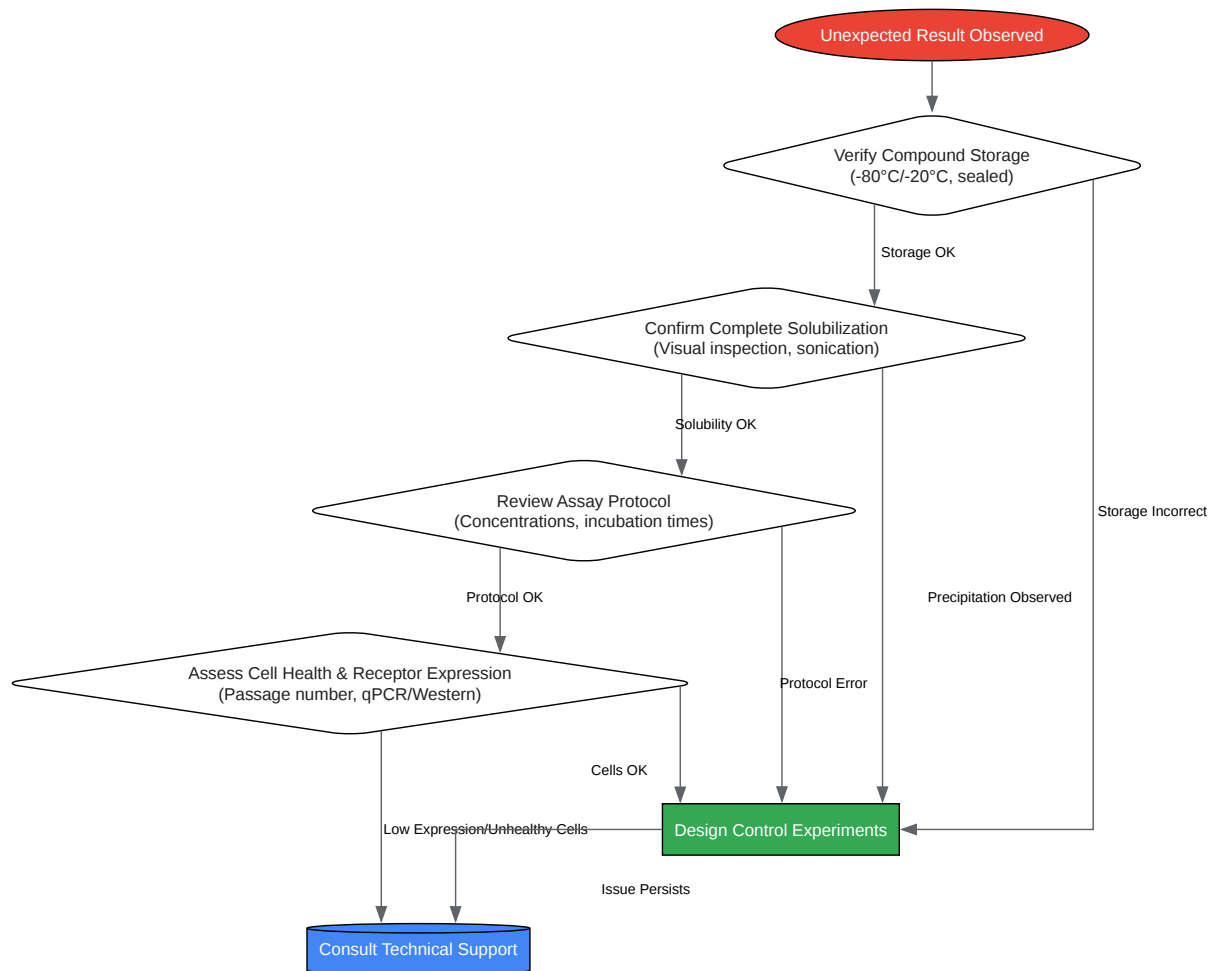 Unexpected Result Observed
Verify Compound Storage
(-80°C/-20°C, sealed)
Storage OK
Confirm Complete Solubilization
(Visual inspection, sonication)
Solubility OK
Review Assay Protocol
(Concentrations, incubation times)
Storage Incorrect
Protocol OK
Precipitation Observed
Assess Cell Health & Receptor Expression
(Passage number, qPCR/Western)
Protocol Error
Cells OK
Low Expression/Unhealthy Cells
Design Control Experiments
Issue Persists
Consult Technical Support